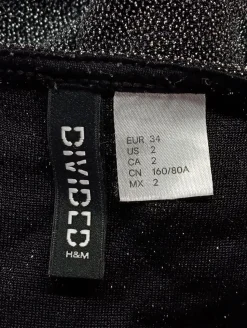 DIVIDED
H&M
EUR 34
US 2
CA 2
CN 160/80A
MX 2